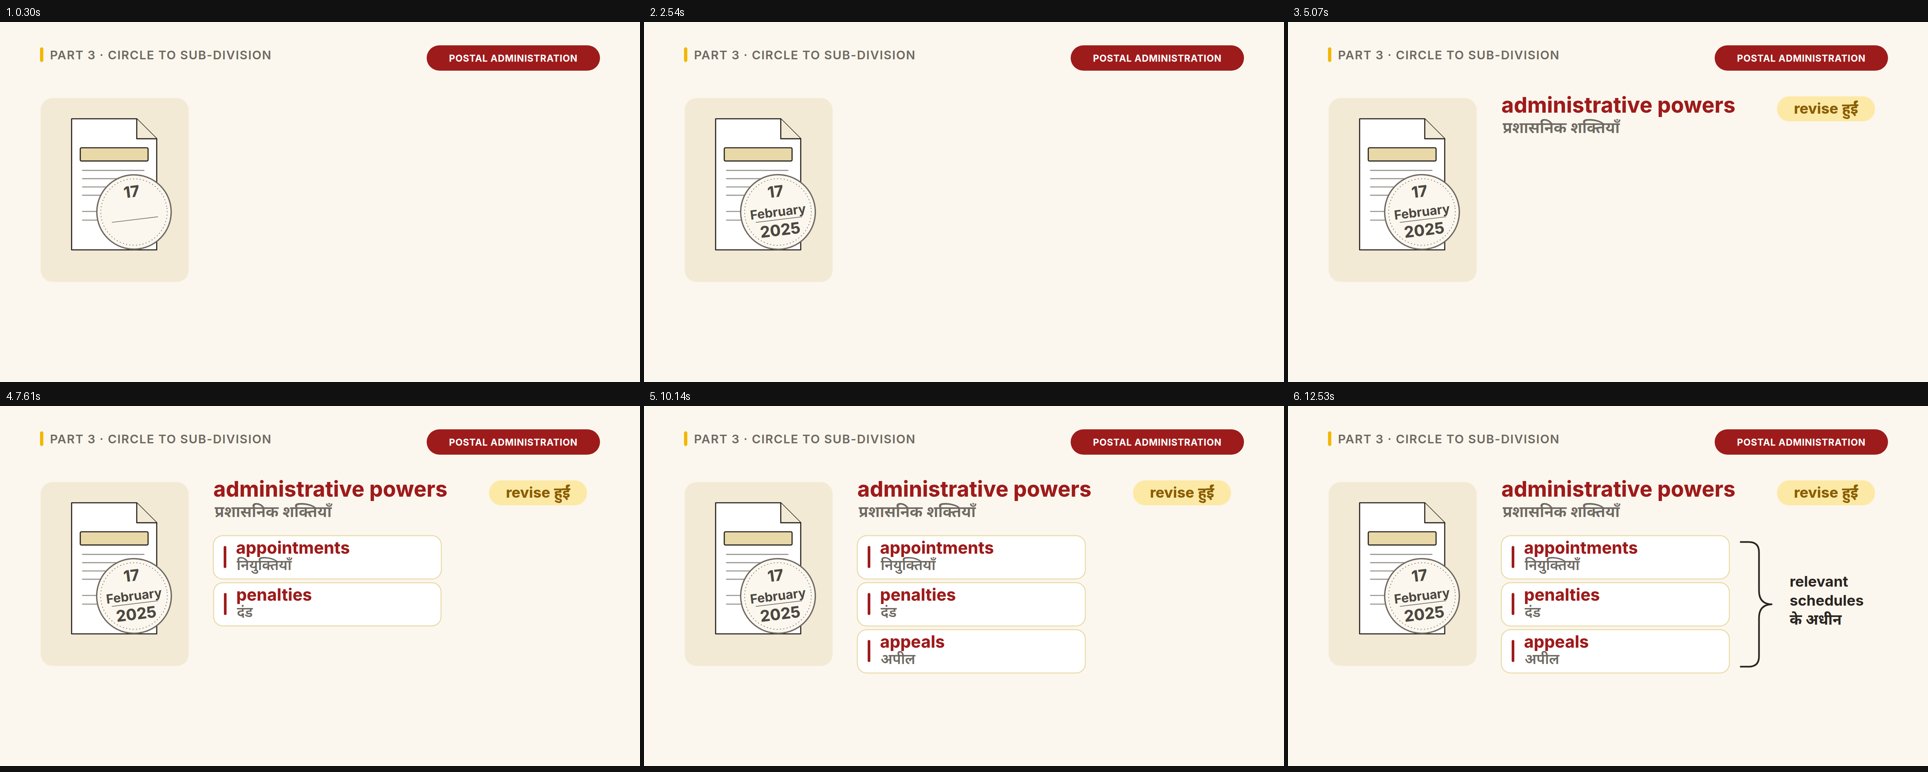 1. 0.30s
PART 3 · CIRCLE TO SUB-DIVISION
POSTAL ADMINISTRATION
17
2. 2.54s
PART 3 · CIRCLE TO SUB-DIVISION
POSTAL ADMINISTRATION
17
February
2025
3. 5.07s
PART 3 · CIRCLE TO SUB-DIVISION
POSTAL ADMINISTRATION
17
February
2025
administrative powers
revise हुईं
प्रशासनिक शक्तियाँ
4. 7.61s
PART 3 · CIRCLE TO SUB-DIVISION
POSTAL ADMINISTRATION
17
February
2025
administrative powers
revise हुईं
प्रशासनिक शक्तियाँ
appointments
नियुक्तियाँ
penalties
दंड
5. 10.14s
PART 3 · CIRCLE TO SUB-DIVISION
POSTAL ADMINISTRATION
17
February
2025
administrative powers
revise हुईं
प्रशासनिक शक्तियाँ
appointments
नियुक्तियाँ
penalties
दंड
appeals
अपील
6. 12.53s
PART 3 · CIRCLE TO SUB-DIVISION
POSTAL ADMINISTRATION
17
February
2025
administrative powers
revise हुईं
प्रशासनिक शक्तियाँ
appointments
नियुक्तियाँ
penalties
दंड
appeals
अपील
relevant
schedules
के अधीन